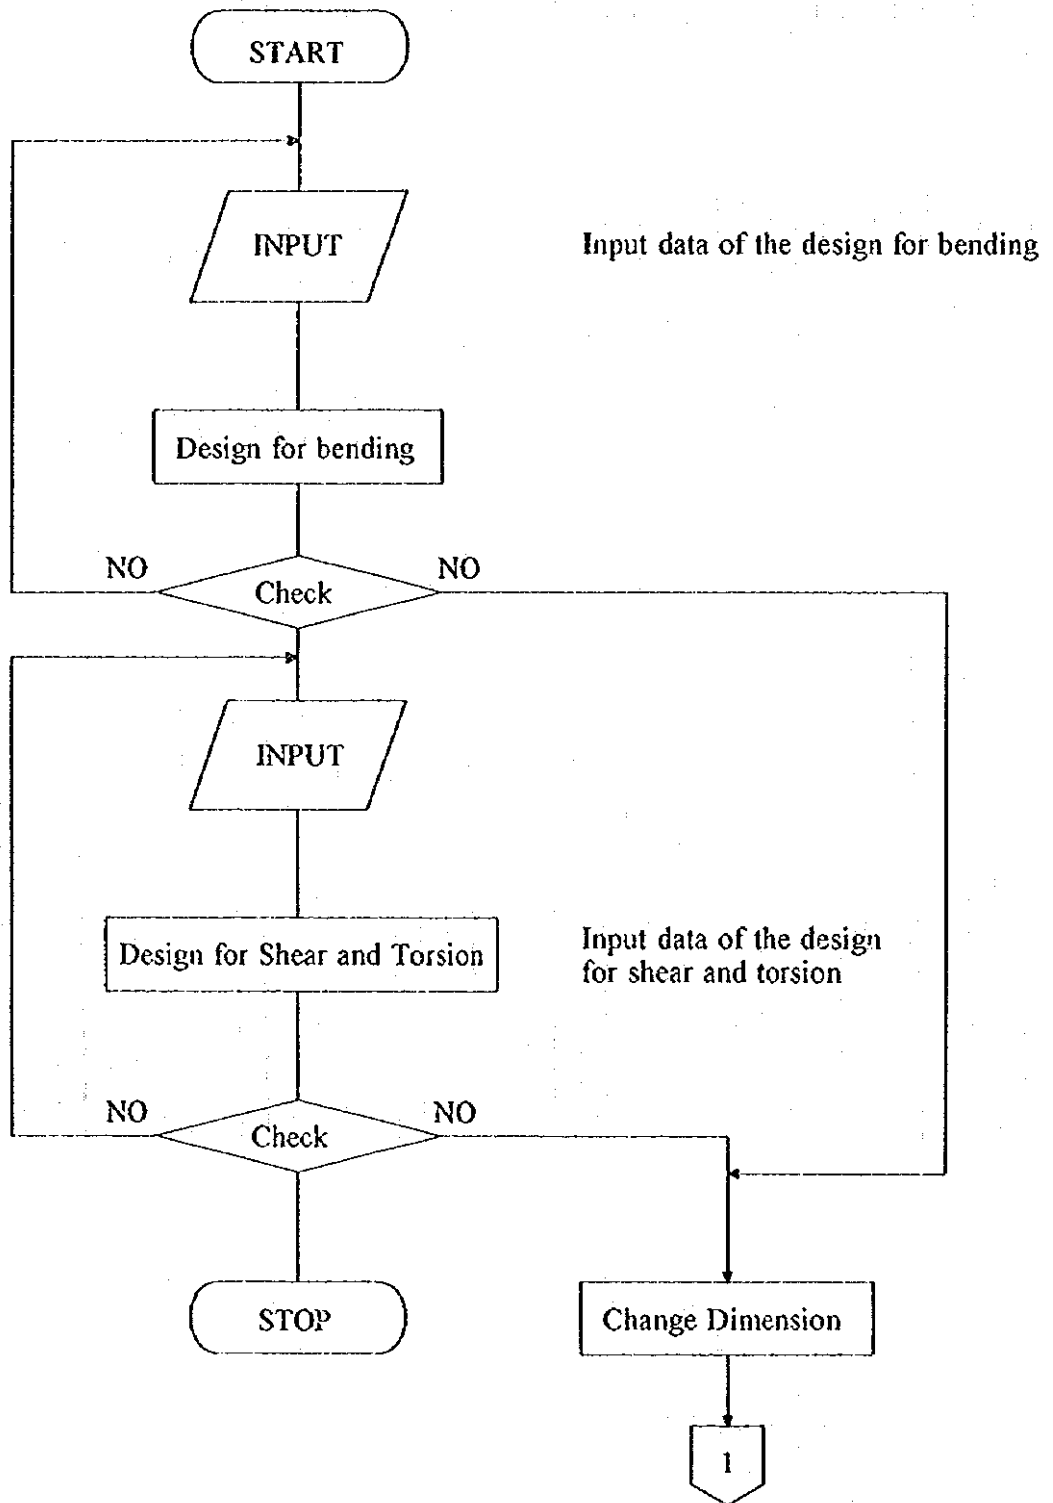 START
INPUT
Input data of the design for bending
Design for bending
NO
NO
Check
INPUT
Design for Shear and Torsion
Input data of the design
for shear and torsion
NO
NO
Check
STOP
Change Dimension
1